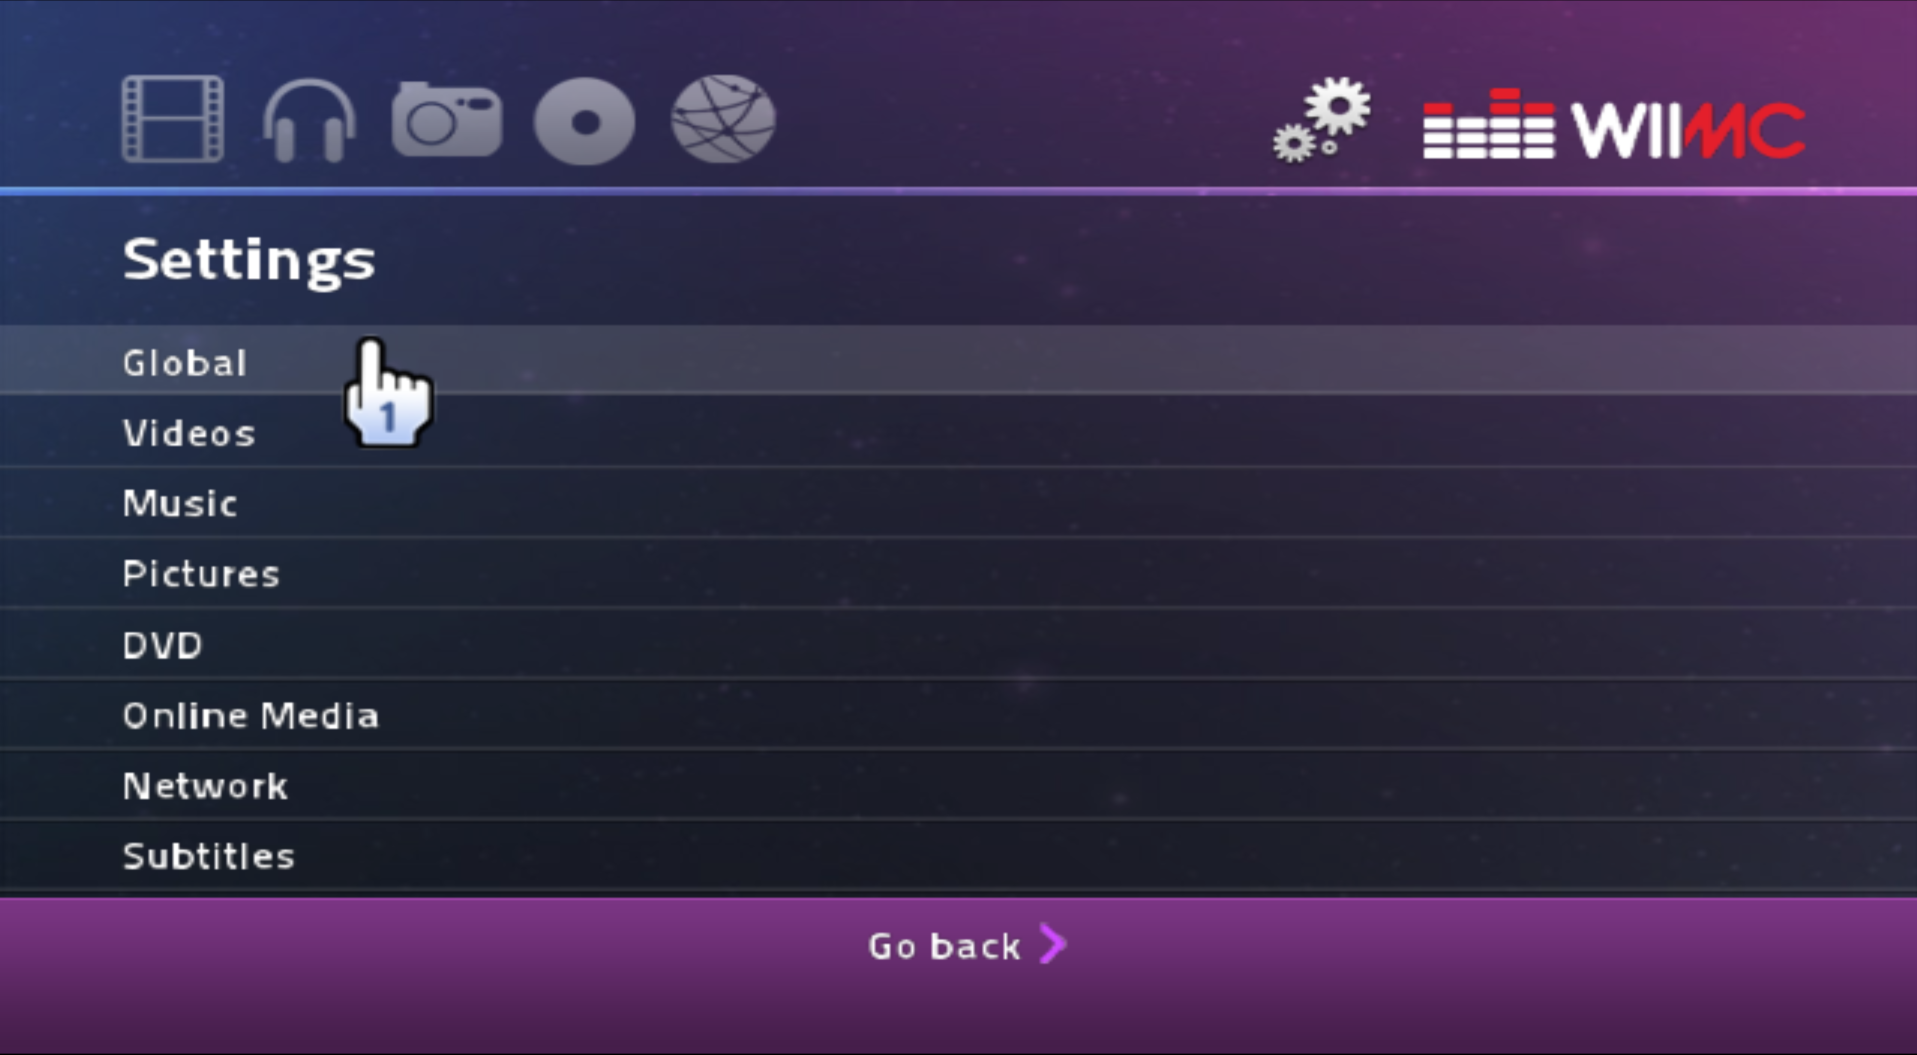 WIIMC
Settings
Global
1
Videos
Music
Pictures
DVD
Online Media
Network
Subtitles
Go back